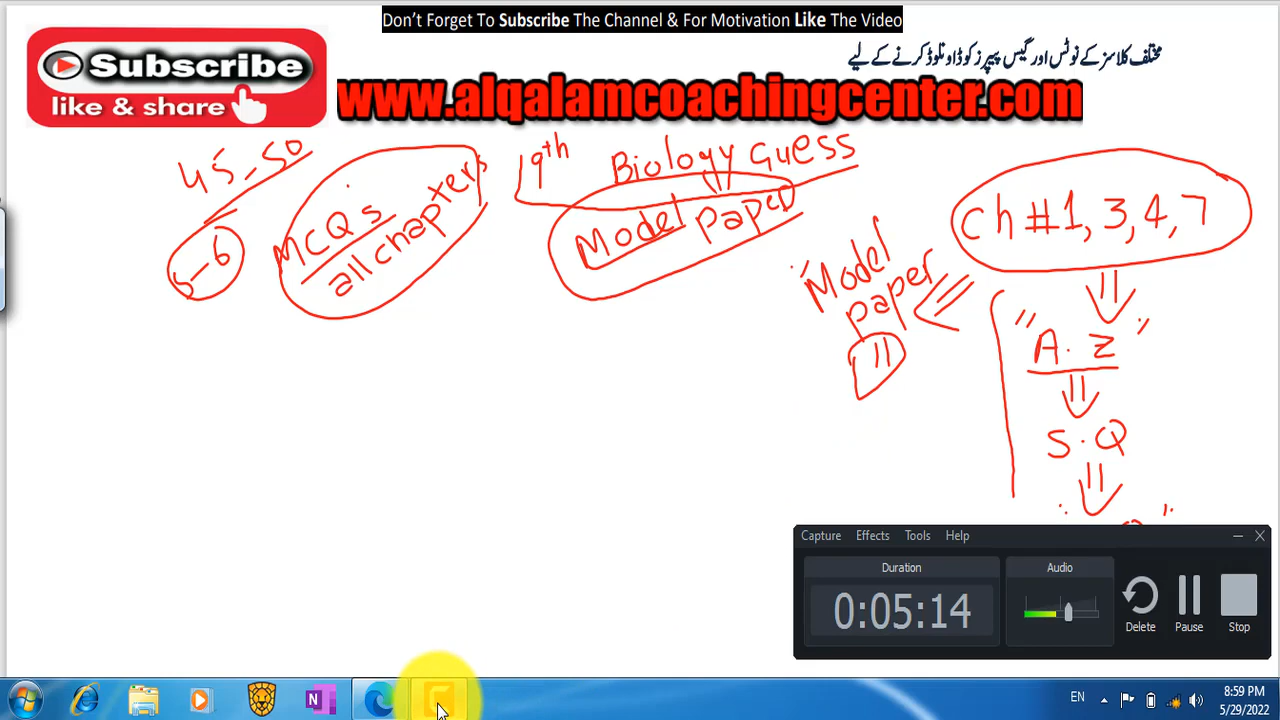 Don't Forget To Subscribe The Channel & For Motivation Like The Video
مختلف کلاسز کے نوٹس اور گیس پیپرز کو ڈاونلوڈ کرنے کے لیے
Subscribe
like & share
www.alqalamcoachingcenter.com
45-50
5-6
MCQs
all chapters
9th Biology Guess
Model paper
Ch #1,3,4,7
Model
paper
"A.Z"
S.Q
Capture Effects Tools Help
Duration
Audio
0:05:14
Delete
Pause
Stop
EN
8:59 PM
5/29/2022